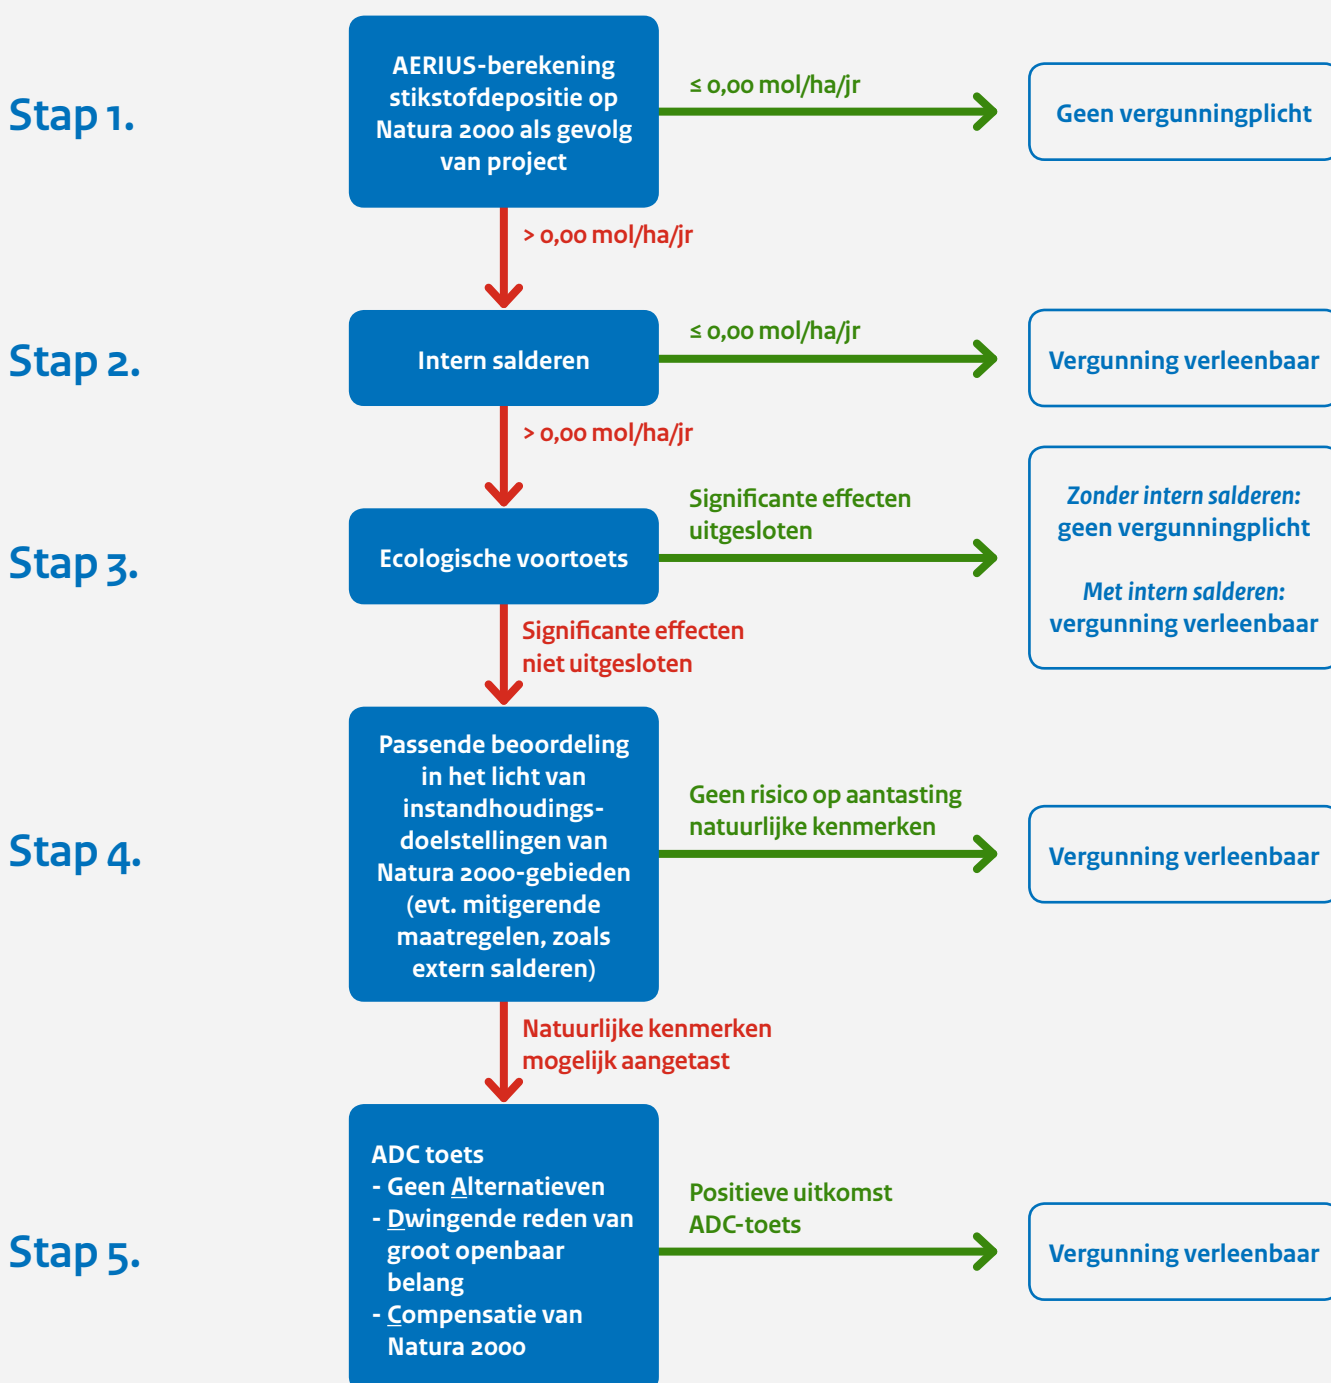 Stap 1.
AERIUS-berekening
stikstofdepositie op
Natura 2000 als gevolg
van project
≤ 0,00 mol/ha/jr
Geen vergunningplicht
> 0,00 mol/ha/jr
Stap 2.
Intern salderen
≤ 0,00 mol/ha/jr
Vergunning verleenbaar
> 0,00 mol/ha/jr
Stap 3.
Ecologische voortoets
Significante effecten
uitgesloten
Zonder intern salderen:
geen vergunningplicht
Met intern salderen:
vergunning verleenbaar
Significante effecten
niet uitgesloten
Stap 4.
Passende beoordeling
in het licht van
instandhoudings-
doelstellingen van
Natura 2000-gebieden
(evt. mitigerende
maatregelen, zoals
extern salderen)
Geen risico op aantasting
natuurlijke kenmerken
Vergunning verleenbaar
Natuurlijke kenmerken
mogelijk aangetast
Stap 5.
ADC toets
- Geen Alternatieven
- Dwingende reden van
groot openbaar
belang
- Compensatie van
Natura 2000
Positieve uitkomst
ADC-toets
Vergunning verleenbaar